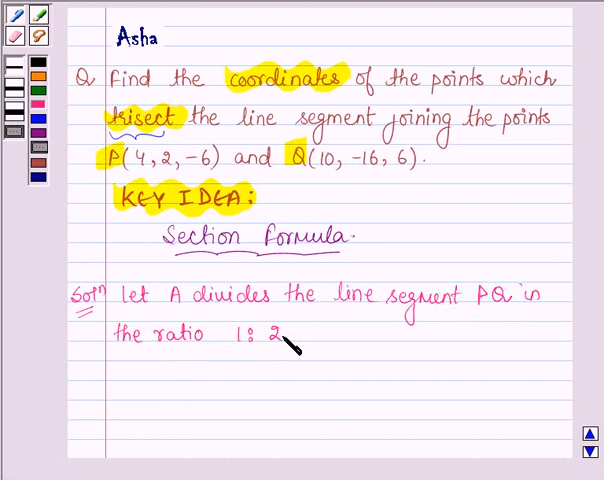 Asha
Q Find the coordinates of the points which
trisect the line segment joining the points
P(4, 2, -6) and Q(10, -16, 6).
KEY IDEA:
Section Formula.
Solⁿ Let A divides the line segment PQ in
the ratio 1: 2